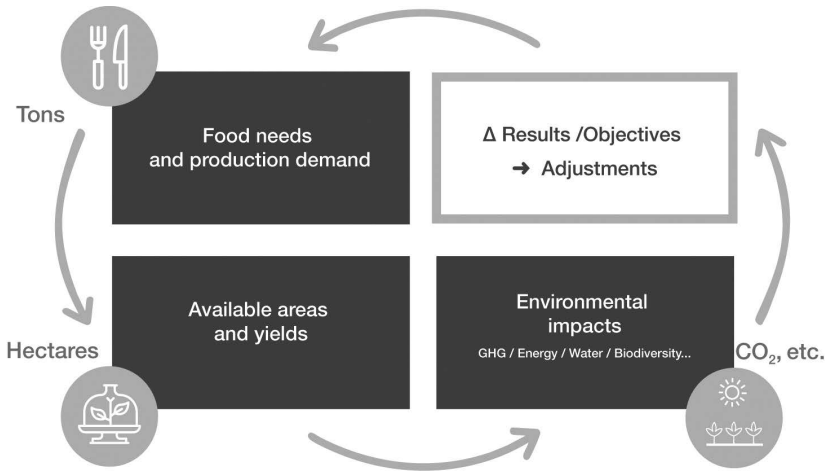 Tons
Food needs
and production demand
Δ Results /Objectives
➜ Adjustments
Hectares
Available areas
and yields
Environmental
impacts
GHG / Energy / Water / Biodiversity...
CO₂, etc.